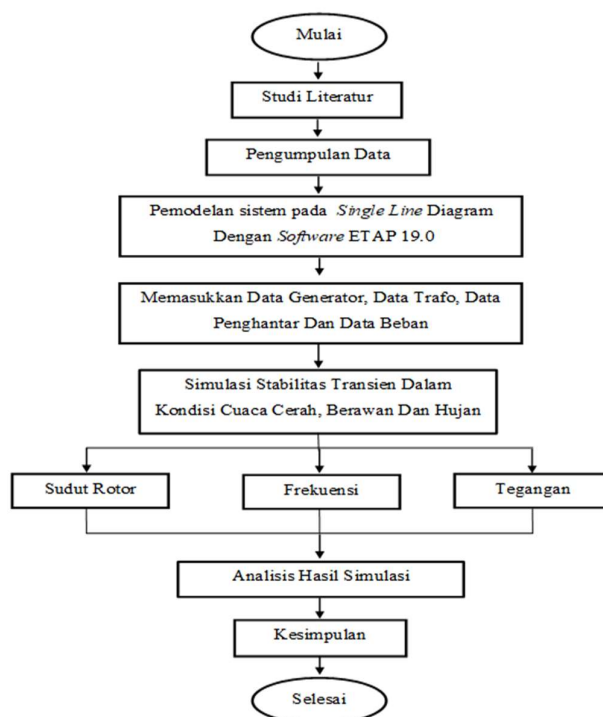 Mulai
Studi Literatur
Pengumpulan Data
Pemodelan sistem pada Single Line Diagram
Dengan Software ETAP 19.0
Memasukkan Data Generator, Data Trafo, Data
Penghantar Dan Data Beban
Simulasi Stabilitas Transien Dalam
Kondisi Cuaca Cerah, Berawan Dan Hujan
Sudut Rotor
Frekuensi
Tegangan
Analisis Hasil Simulasi
Kesimpulan
Selesai